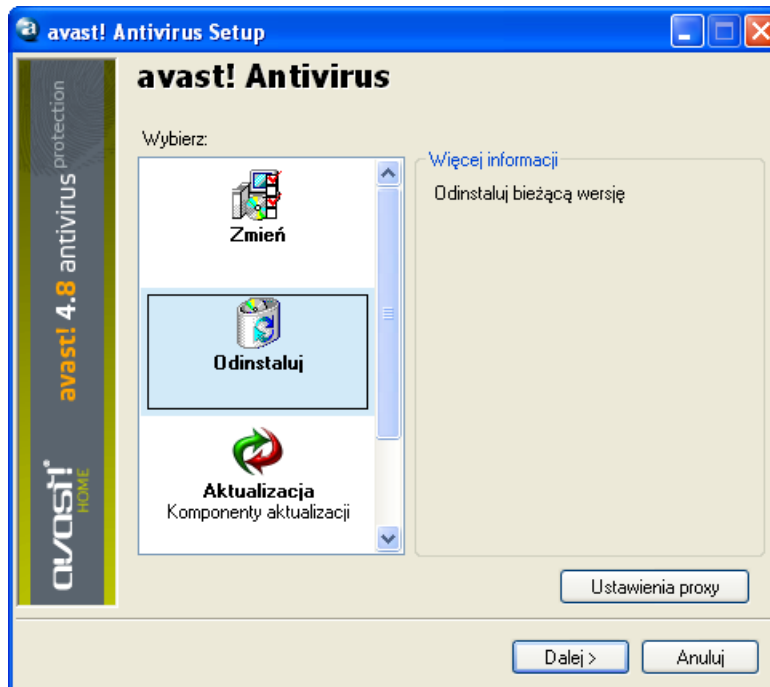 avast! Antivirus Setup
avast! Antivirus
Wybierz:
Zmień
Odinstaluj
Aktualizacja
Komponenty aktualizacji
Więcej informacji
Odinstaluj bieżącą wersję
avast! 4.8 antivirus protection
avast! HOME
Ustawienia proxy
Dalej >
Anuluj